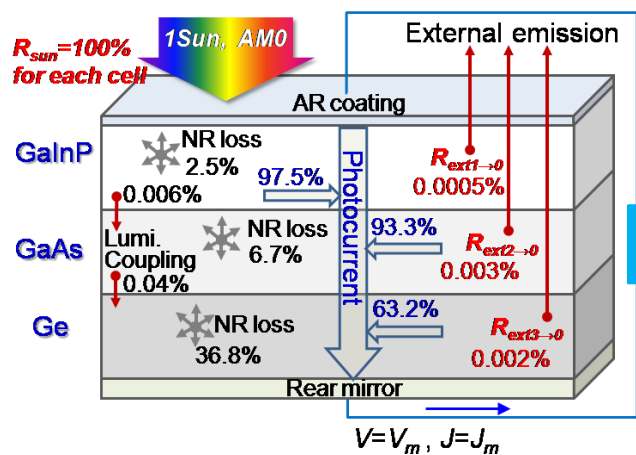 R_sun=100%
for each cell
1Sun, AM0
External emission
AR coating
GaInP
NR loss
2.5%
0.006%
97.5%
Photocurrent
R_ext1→0
0.0005%
GaAs
Lumi.
Coupling
0.04%
NR loss
6.7%
93.3%
R_ext2→0
0.003%
Ge
NR loss
36.8%
63.2%
R_ext3→0
0.002%
Rear mirror
V=V_m , J=J_m